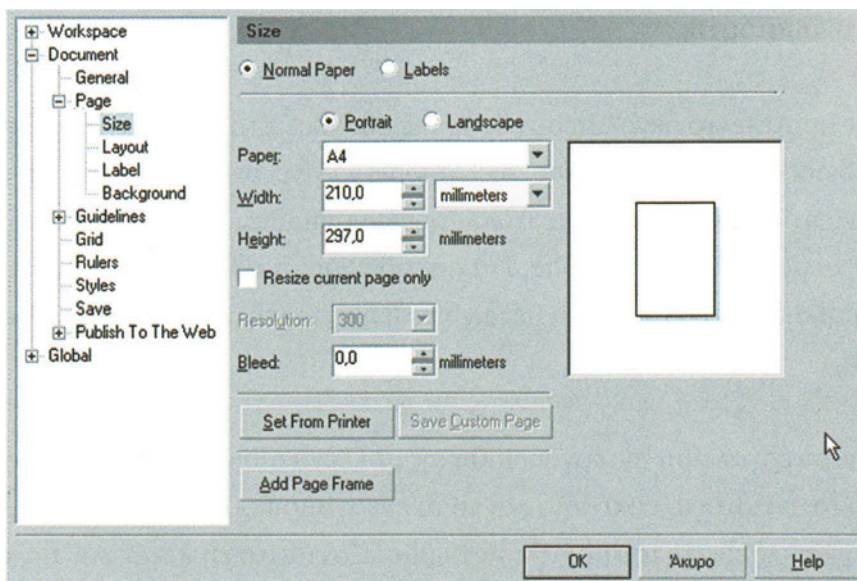 Workspace
Document
General
Page
Size
Layout
Label
Background
Guidelines
Grid
Rulers
Styles
Save
Publish To The Web
Global
Size
Normal Paper Labels
Portrait Landscape
Paper: A4
Width: 210,0 millimeters
Height: 297,0 millimeters
Resize current page only
Resolution: 300
Bleed: 0,0 millimeters
Set From Printer Save Custom Page
Add Page Frame
OK Άκυρο Help